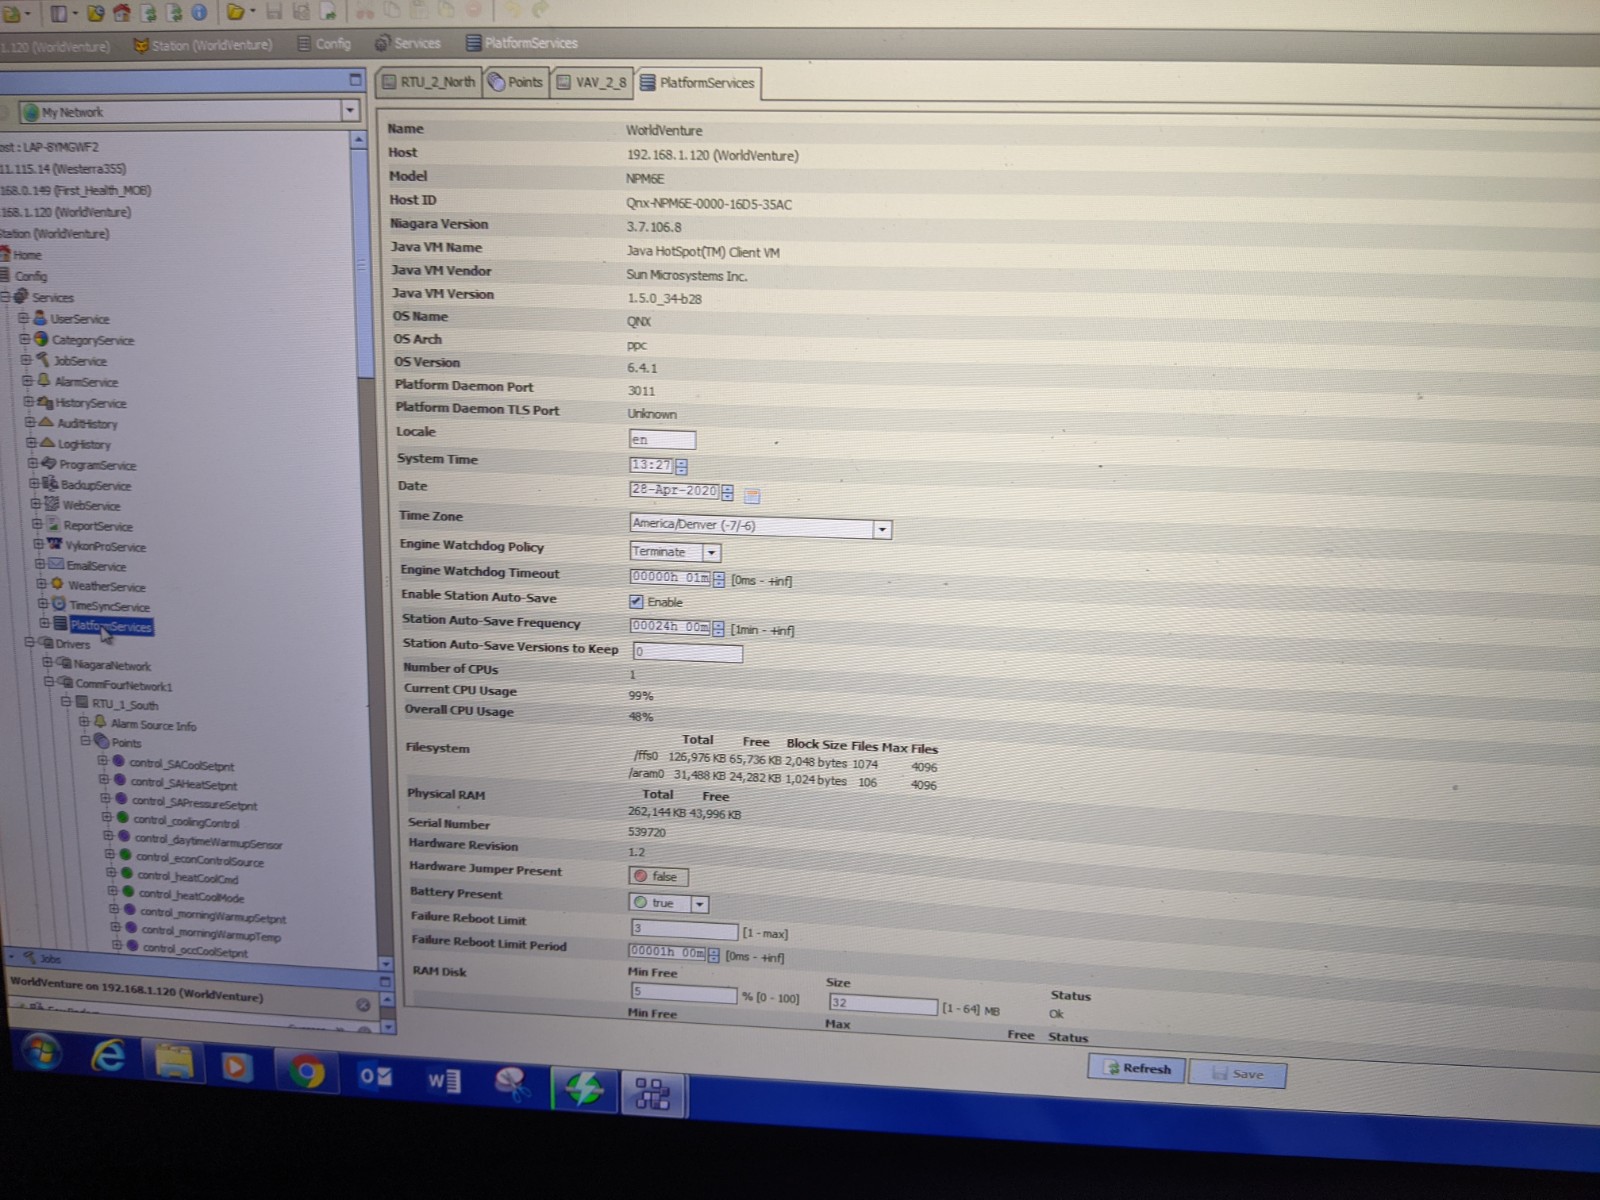 1.120 (WorldVenture) Station (WorldVenture) Config Services PlatformServices
RTU_2_North Points VAV_2_8 PlatformServices
My Network
ost : LAP-8YMGWF2
11.115.14 (Westerra355)
168.0.149 (First_Health_MOB)
168.1.120 (WorldVenture)
Station (WorldVenture)
Home
Config
Services
UserService
CategoryService
JobService
AlarmService
HistoryService
AuditHistory
LogHistory
ProgramService
BackupService
WebService
ReportService
VykonProService
EmailService
WeatherService
TimeSyncService
PlatformServices
Drivers
NiagaraNetwork
CommFourNetwork1
RTU_1_South
Alarm Source Info
Points
control_SACoolSetpnt
control_SAHeatSetpnt
control_SAPressureSetpnt
control_coolingControl
control_daytimeWarmupSensor
control_econControlSource
control_heatCoolCmd
control_heatCoolMode
control_morningWarmupSetpnt
control_morningWarmupTemp
control_occCoolSetpnt
Jobs
WorldVenture on 192.168.1.120 (WorldVenture)
Name WorldVenture
Host 192.168.1.120 (WorldVenture)
Model NPM6E
Host ID Qnx-NPM6E-0000-16D5-35AC
Niagara Version 3.7.106.8
Java VM Name Java HotSpot(TM) Client VM
Java VM Vendor Sun Microsystems Inc.
Java VM Version 1.5.0_34-b28
OS Name QNX
OS Arch ppc
OS Version 6.4.1
Platform Daemon Port 3011
Platform Daemon TLS Port Unknown
Locale en
System Time 13:27
Date 28-Apr-2020
Time Zone America/Denver (-7/-6)
Engine Watchdog Policy Terminate
Engine Watchdog Timeout 00000h 01m [0ms - +inf]
Enable Station Auto-Save Enable
Station Auto-Save Frequency 00024h 00m [1min - +inf]
Station Auto-Save Versions to Keep 0
Number of CPUs 1
Current CPU Usage 99%
Overall CPU Usage 48%
Total Free Block Size Files Max Files
Filesystem /ffs0 126,976 KB 65,736 KB 2,048 bytes 1074 4096
/aram0 31,488 KB 24,282 KB 1,024 bytes 106 4096
Physical RAM Total Free
262,144 KB 43,996 KB
Serial Number 539720
Hardware Revision 1.2
Hardware Jumper Present false
Battery Present true
Failure Reboot Limit 3 [1 - max]
Failure Reboot Limit Period 00001h 00m [0ms - +inf]
RAM Disk Min Free Size Status
5 % [0 - 100] 32 [1 - 64] MB Ok
Min Free Max Free Status
Refresh Save